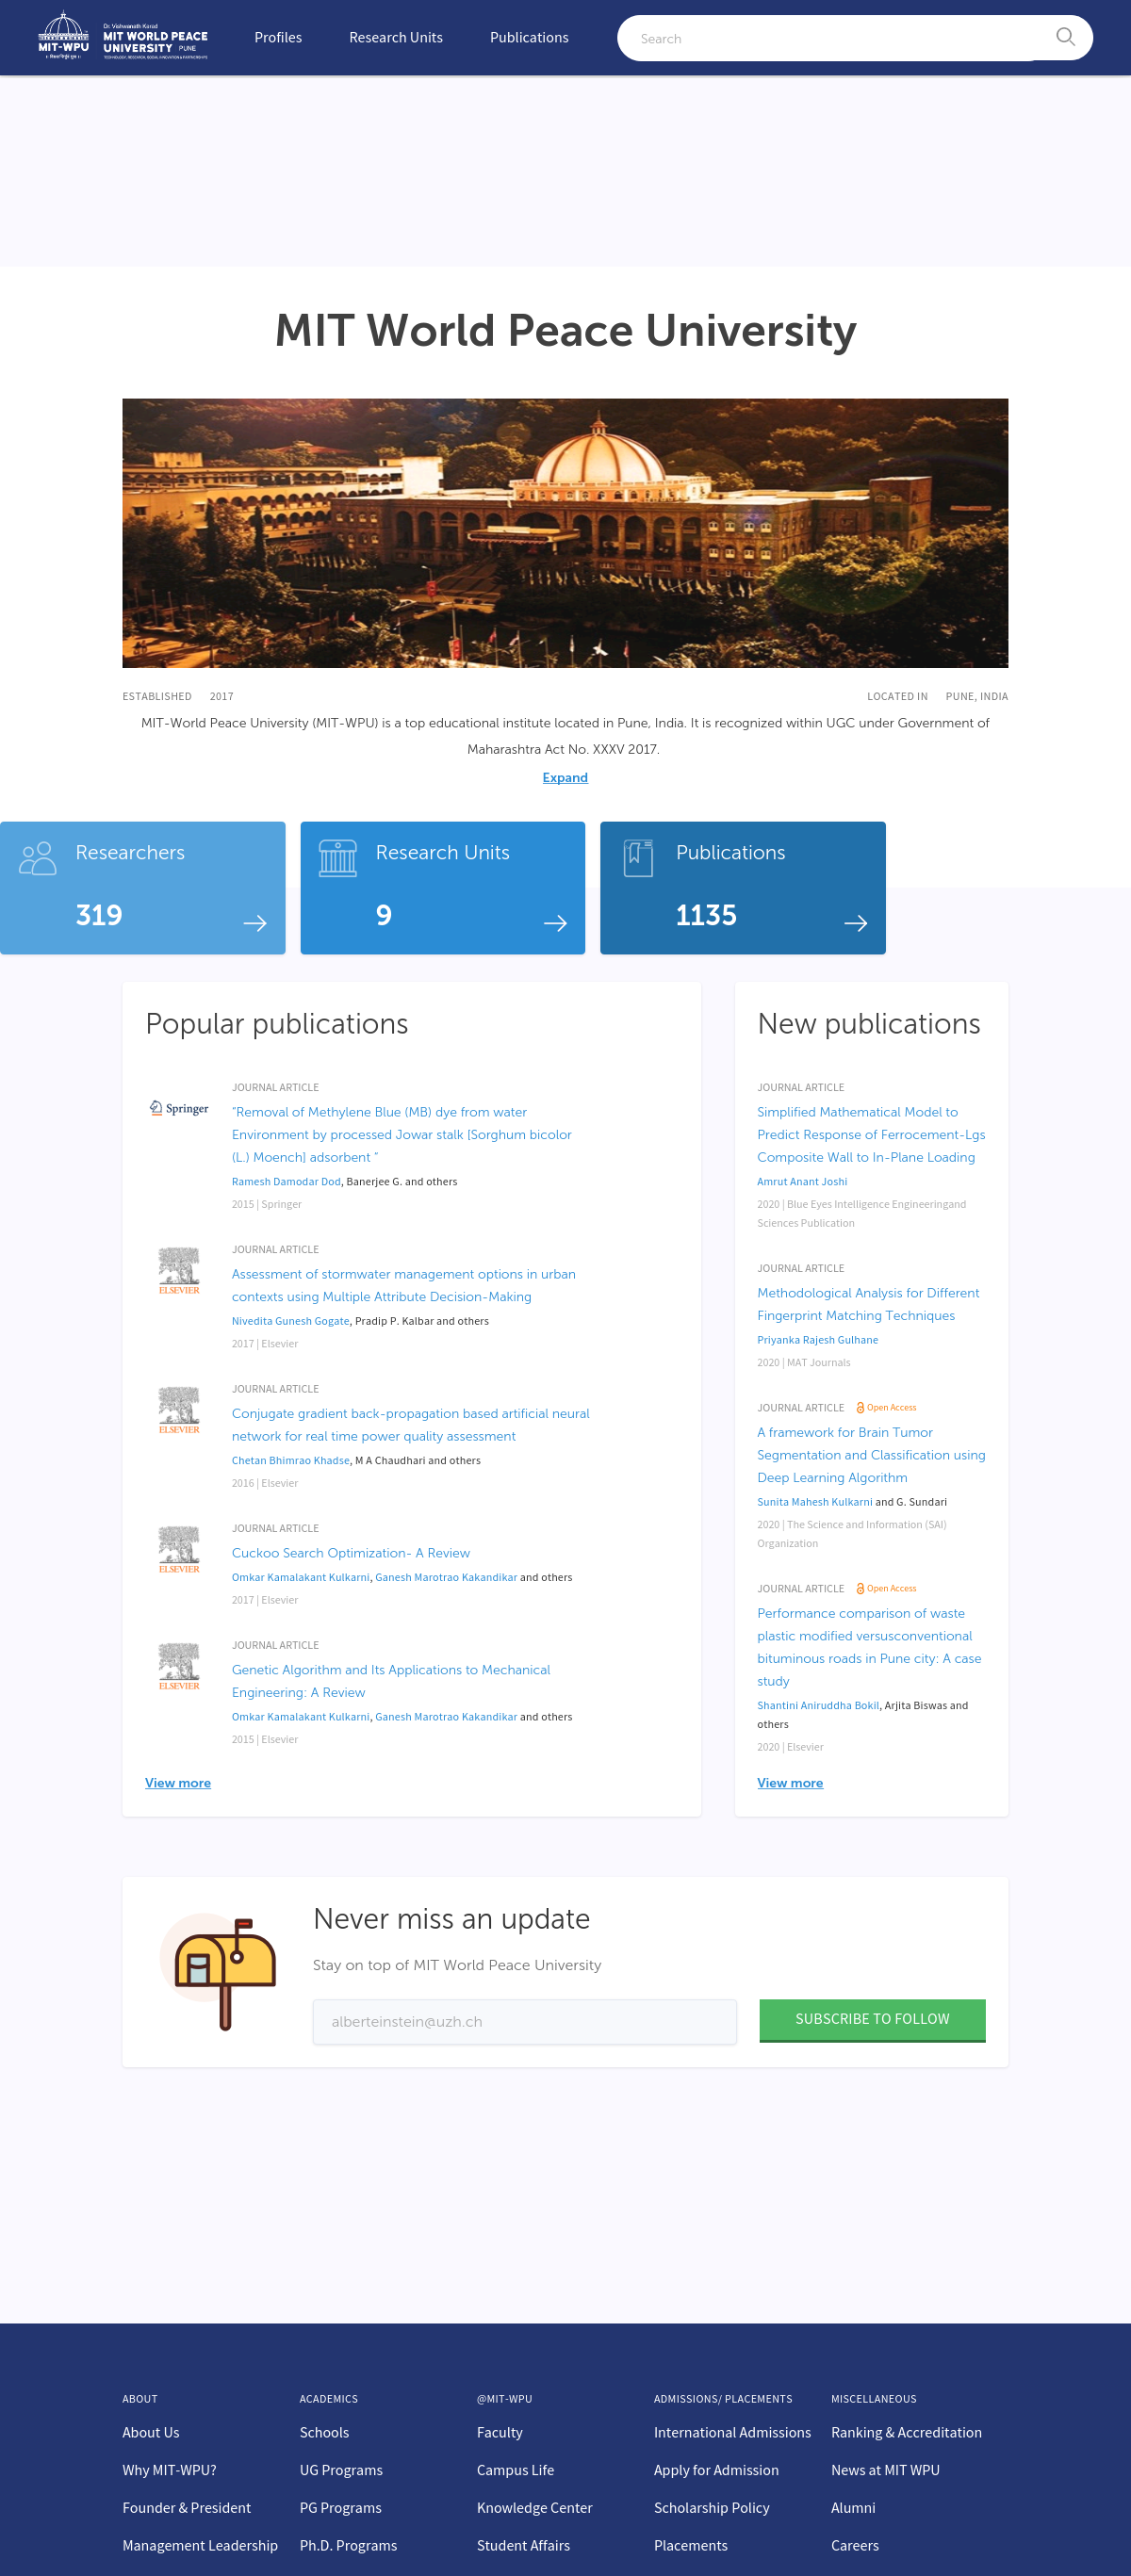 MIT-WPU
Dr. Vishwanath Karad
MIT WORLD PEACE
UNIVERSITY PUNE
TECHNOLOGY, RESEARCH, SOCIAL INNOVATION & PARTNERSHIPS
Profiles
Research Units
Publications
Search
MIT World Peace University
ESTABLISHED 2017
LOCATED IN PUNE, INDIA
MIT-World Peace University (MIT-WPU) is a top educational institute located in Pune, India. It is recognized within UGC under Government of
Maharashtra Act No. XXXV 2017.
Expand
Researchers
319
Research Units
9
Publications
1135
Popular publications
Springer
JOURNAL ARTICLE
"Removal of Methylene Blue (MB) dye from water
Environment by processed Jowar stalk [Sorghum bicolor
(L.) Moench] adsorbent "
Ramesh Damodar Dod, Banerjee G. and others
2015 | Springer
ELSEVIER
JOURNAL ARTICLE
Assessment of stormwater management options in urban
contexts using Multiple Attribute Decision-Making
Nivedita Gunesh Gogate, Pradip P. Kalbar and others
2017 | Elsevier
ELSEVIER
JOURNAL ARTICLE
Conjugate gradient back-propagation based artificial neural
network for real time power quality assessment
Chetan Bhimrao Khadse, M A Chaudhari and others
2016 | Elsevier
ELSEVIER
JOURNAL ARTICLE
Cuckoo Search Optimization- A Review
Omkar Kamalakant Kulkarni, Ganesh Marotrao Kakandikar and others
2017 | Elsevier
ELSEVIER
JOURNAL ARTICLE
Genetic Algorithm and Its Applications to Mechanical
Engineering: A Review
Omkar Kamalakant Kulkarni, Ganesh Marotrao Kakandikar and others
2015 | Elsevier
View more
New publications
JOURNAL ARTICLE
Simplified Mathematical Model to
Predict Response of Ferrocement-Lgs
Composite Wall to In-Plane Loading
Amrut Anant Joshi
2020 | Blue Eyes Intelligence Engineeringand
Sciences Publication
JOURNAL ARTICLE
Methodological Analysis for Different
Fingerprint Matching Techniques
Priyanka Rajesh Gulhane
2020 | MAT Journals
JOURNAL ARTICLE Open Access
A framework for Brain Tumor
Segmentation and Classification using
Deep Learning Algorithm
Sunita Mahesh Kulkarni and G. Sundari
2020 | The Science and Information (SAI)
Organization
JOURNAL ARTICLE Open Access
Performance comparison of waste
plastic modified versusconventional
bituminous roads in Pune city: A case
study
Shantini Aniruddha Bokil, Arjita Biswas and
others
2020 | Elsevier
View more
Never miss an update
Stay on top of MIT World Peace University
alberteinstein@uzh.ch
SUBSCRIBE TO FOLLOW
ABOUT
About Us
Why MIT-WPU?
Founder & President
Management Leadership
ACADEMICS
Schools
UG Programs
PG Programs
Ph.D. Programs
@MIT-WPU
Faculty
Campus Life
Knowledge Center
Student Affairs
ADMISSIONS/ PLACEMENTS
International Admissions
Apply for Admission
Scholarship Policy
Placements
MISCELLANEOUS
Ranking & Accreditation
News at MIT WPU
Alumni
Careers